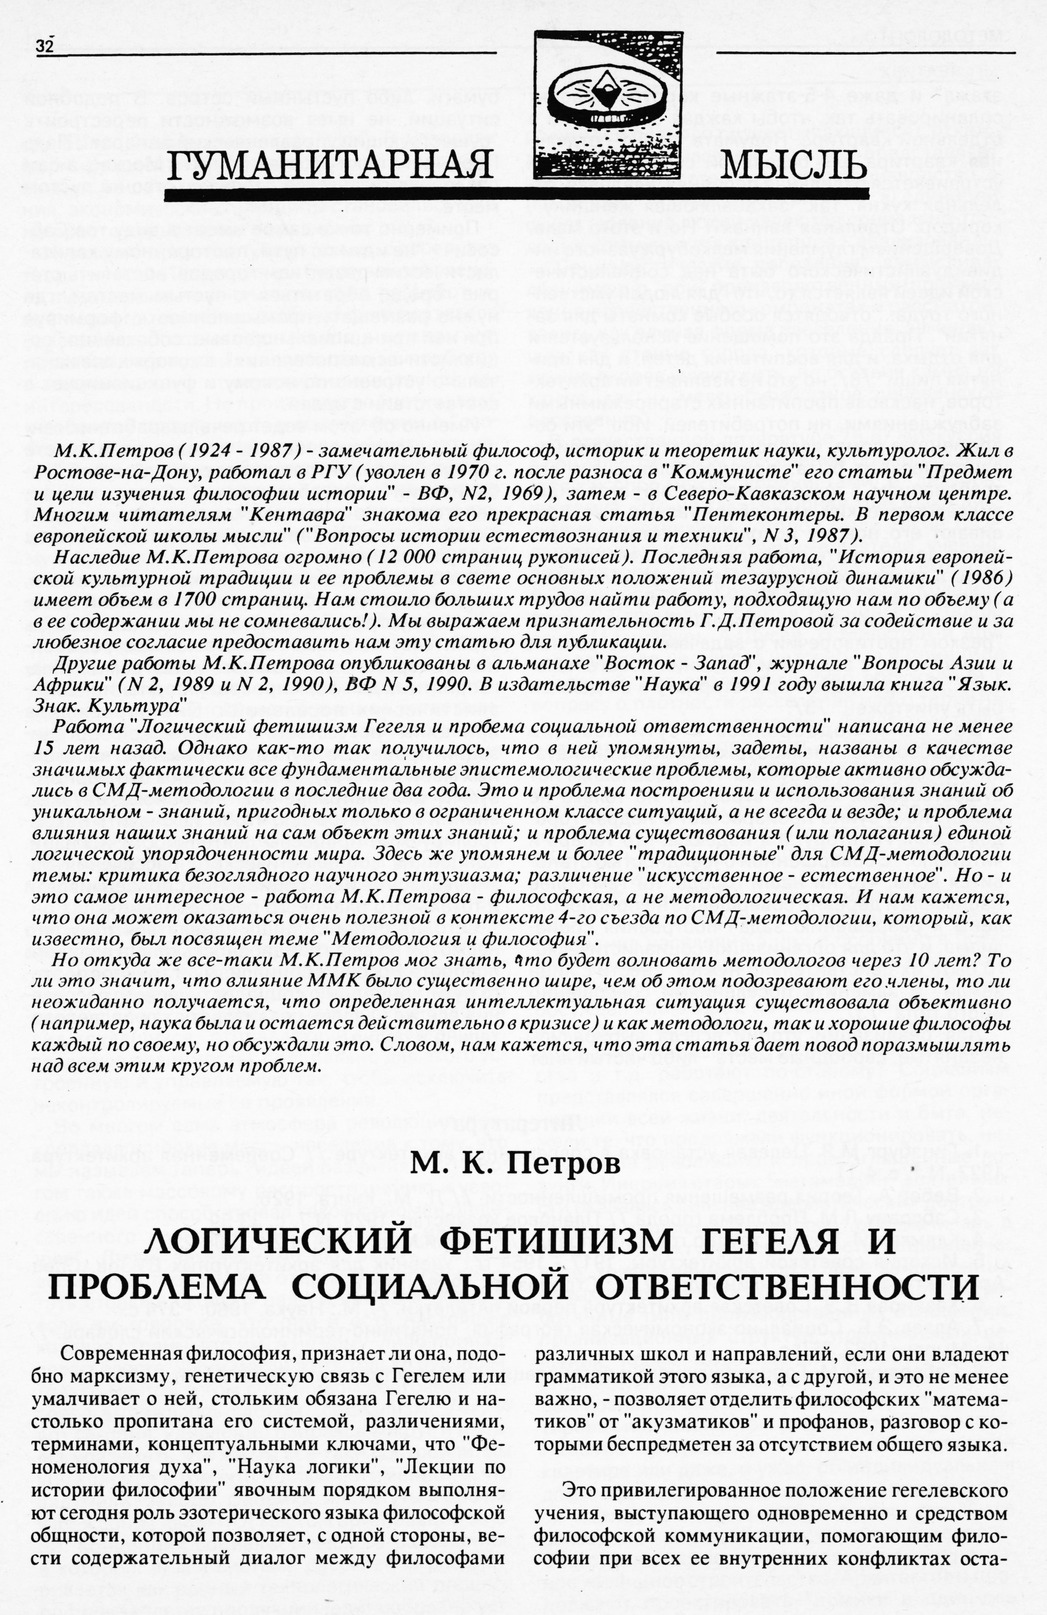 32
ГУМАНИТАРНАЯ МЫСЛЬ
М.К.Петров (1924 - 1987) - замечательный философ, историк и теоретик науки, культуролог. Жил в
Ростове-на-Дону, работал в РГУ (уволен в 1970 г. после разноса в "Коммунисте" его статьи "Предмет
и цели изучения философии истории" - ВФ, N2, 1969), затем - в Северо-Кавказском научном центре.
Многим читателям "Кентавра" знакома его прекрасная статья "Пентеконтеры. В первом классе
европейской школы мысли" ("Вопросы истории естествознания и техники", N 3, 1987).
Наследие М.К.Петрова огромно (12 000 страниц рукописей). Последняя работа, "История европей-
ской культурной традиции и ее проблемы в свете основных положений тезаурусной динамики" (1986)
имеет объем в 1700 страниц. Нам стоило больших трудов найти работу, подходящую нам по объему (а
в ее содержании мы не сомневались!). Мы выражаем признательность Г.Д.Петровой за содействие и за
любезное согласие предоставить нам эту статью для публикации.
Другие работы М.К.Петрова опубликованы в альманахе "Восток - Запад", журнале "Вопросы Азии и
Африки" (N 2, 1989 и N 2, 1990), ВФ N 5, 1990. В издательстве "Наука" в 1991 году вышла книга "Язык.
Знак. Культура"
Работа "Логический фетишизм Гегеля и пробема социальной ответственности" написана не менее
15 лет назад. Однако как-то так получилось, что в ней упомянуты, задеты, названы в качестве
значимых фактически все фундаментальные эпистемологические проблемы, которые активно обсужда-
лись в СМД-методологии в последние два года. Это и проблема построениии и использования знаний об
уникальном - знаний, пригодных только в ограниченном классе ситуаций, а не всегда и везде; и проблема
влияния наших знаний на сам объект этих знаний; и проблема существования (или полагания) единой
логической упорядоченности мира. Здесь же упомянем и более "традиционные" для СМД-методологии
темы: критика безоглядного научного энтузиазма; различение "искусственное - естественное". Но - и
это самое интересное - работа М.К.Петрова - философская, а не методологическая. И нам кажется,
что она может оказаться очень полезной в контексте 4-го съезда по СМД-методологии, который, как
известно, был посвящен теме "Методология и философия".
Но откуда же все-таки М.К.Петров мог знать, что будет волновать методологов через 10 лет? То
ли это значит, что влияние ММК было существенно шире, чем об этом подозревают его члены, то ли
неожиданно получается, что определенная интеллектуальная ситуация существовала объективно
(например, наука была и остается действительно в кризисе) и как методологи, так и хорошие философы
каждый по своему, но обсуждали это. Словом, нам кажется, что эта статья дает повод поразмышлять
над всем этим кругом проблем.
М. К. Петров
ЛОГИЧЕСКИЙ ФЕТИШИЗМ ГЕГЕЛЯ И
ПРОБЛЕМА СОЦИАЛЬНОЙ ОТВЕТСТВЕННОСТИ
Современная философия, признает ли она, подо-
бно марксизму, генетическую связь с Гегелем или
умалчивает о ней, стольким обязана Гегелю и на-
столько пропитана его системой, различениями,
терминами, концептуальными ключами, что "Фе-
номенология духа", "Наука логики", "Лекции по
истории философии" явочным порядком выполня-
ют сегодня роль эзотерического языка философской
общности, которой позволяет, с одной стороны, ве-
сти содержательный диалог между философами
различных школ и направлений, если они владеют
грамматикой этого языка, а с другой, и это не менее
важно, - позволяет отделить философских "матема-
тиков" от "акузматиков" и профанов, разговор с ко-
торыми беспредметен за отсутствием общего языка.
Это привилегированное положение гегелевского
учения, выступающего одновременно и средством
философской коммуникации, помогающим фило-
софии при всех ее внутренних конфликтах оста-